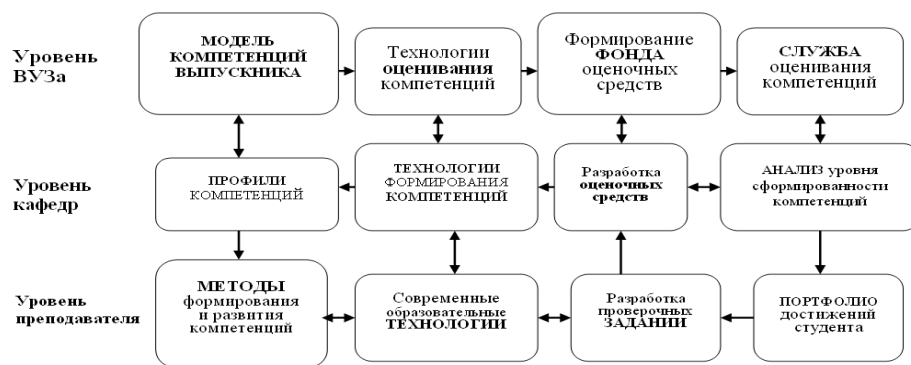 Уровень
ВУЗа
МОДЕЛЬ
КОМПЕТЕНЦИЙ
ВЫПУСКНИКА
Технологии
оценивания
компетенций
Формирование
ФОНДА
оценочных
средств
СЛУЖБА
оценивания
компетенций
Уровень
кафедр
ПРОФИЛИ
КОМПЕТЕНЦИЙ
ТЕХНОЛОГИИ
ФОРМИРОВАНИЯ
КОМПЕТЕНЦИЙ
Разработка
оценочных
средств
АНАЛИЗ уровня
сформированности
компетенций
Уровень
преподавателя
МЕТОДЫ
формирования
и развития
компетенций
Современные
образовательные
ТЕХНОЛОГИИ
Разработка
проверочных
ЗАДАНИЙ
ПОРТФОЛИО
достижений
студента